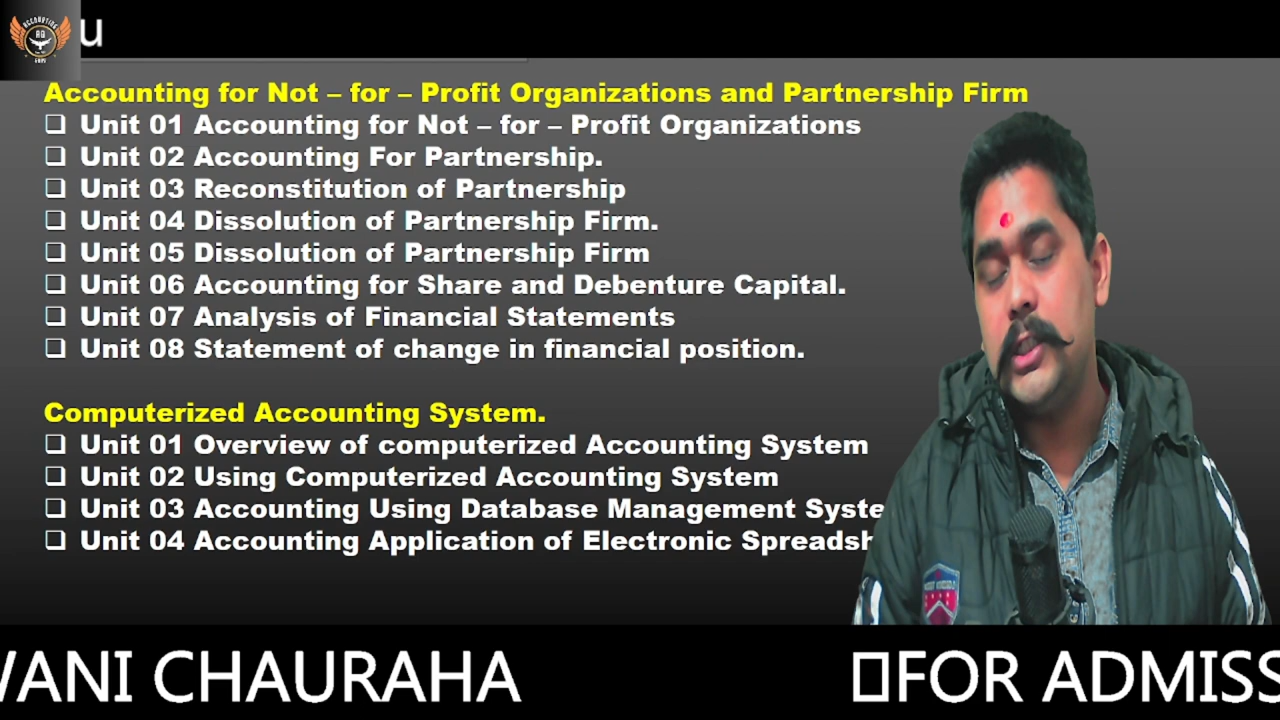 u
Accounting for Not – for – Profit Organizations and Partnership Firm
❑ Unit 01 Accounting for Not – for – Profit Organizations
❑ Unit 02 Accounting For Partnership.
❑ Unit 03 Reconstitution of Partnership
❑ Unit 04 Dissolution of Partnership Firm.
❑ Unit 05 Dissolution of Partnership Firm
❑ Unit 06 Accounting for Share and Debenture Capital.
❑ Unit 07 Analysis of Financial Statements
❑ Unit 08 Statement of change in financial position.
Computerized Accounting System.
❑ Unit 01 Overview of computerized Accounting System
❑ Unit 02 Using Computerized Accounting System
❑ Unit 03 Accounting Using Database Management Syste
❑ Unit 04 Accounting Application of Electronic Spreadsh
VANI CHAURAHA FOR ADMISS